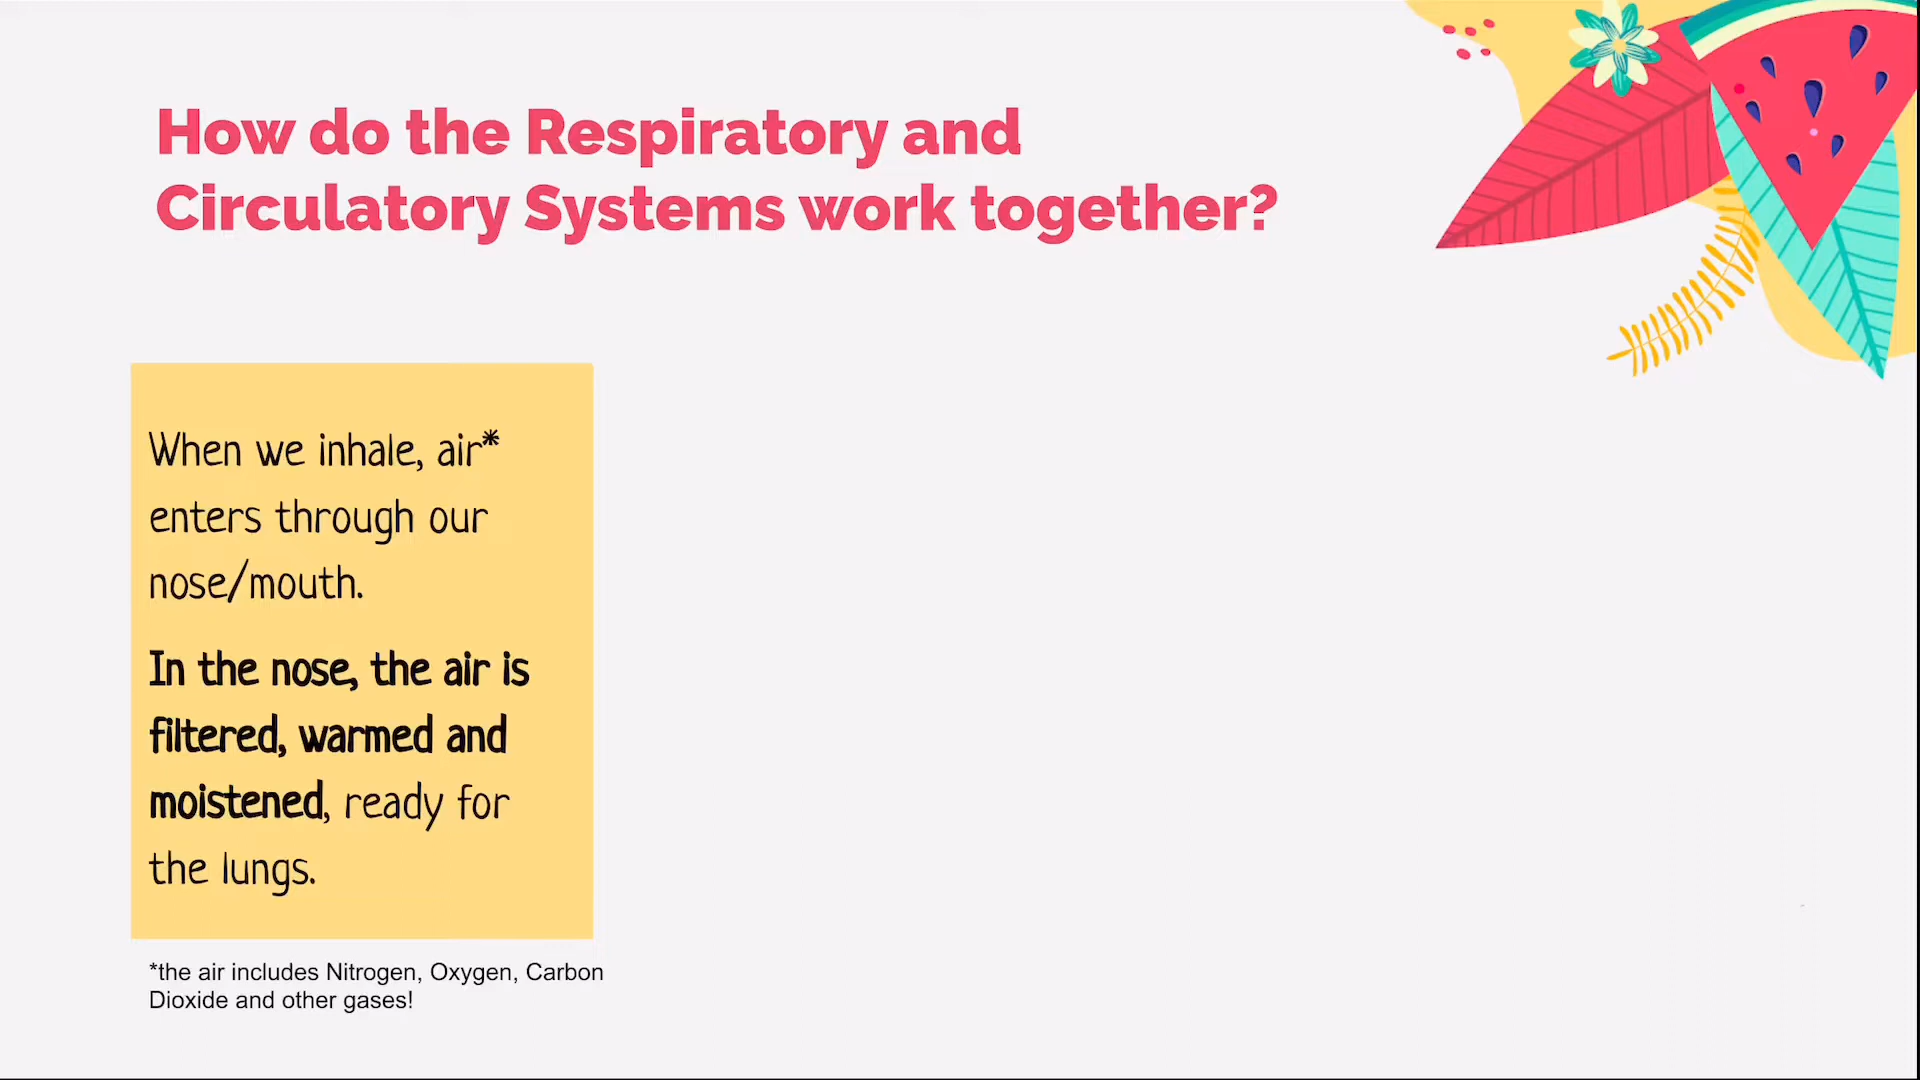 How do the Respiratory and
Circulatory Systems work together?
When we inhale, air*
enters through our
nose/mouth.
In the nose, the air is
filtered, warmed and
moistened, ready for
the lungs.
*the air includes Nitrogen, Oxygen, Carbon
Dioxide and other gases!